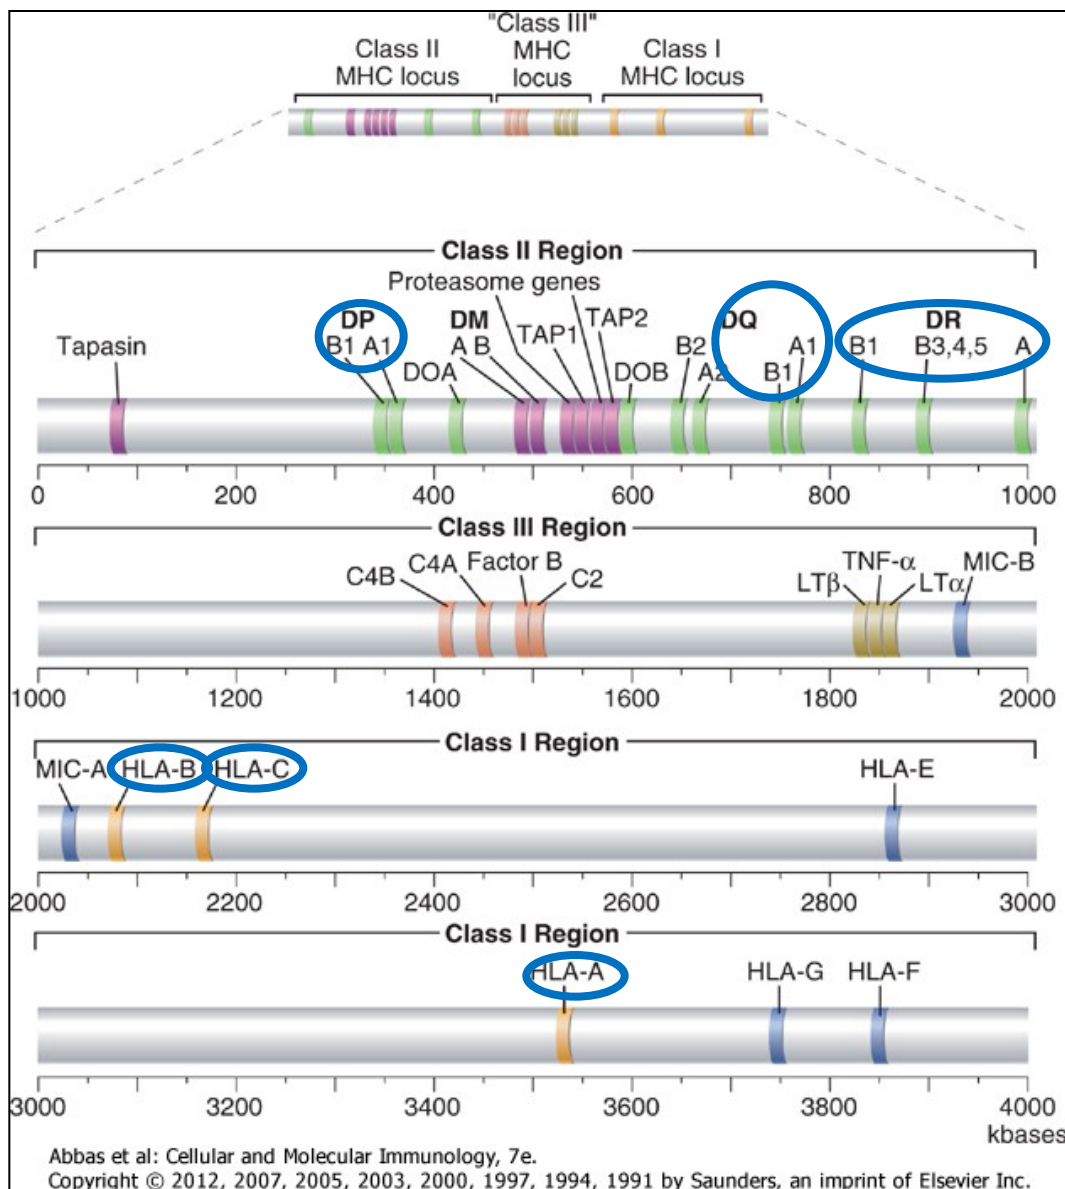 "Class III"
Class II MHC Class I
MHC locus locus MHC locus
Class II Region
Proteasome genes
DP DM TAP2 DQ DR
Tapasin B1 A1 A B TAP1 B2 A1 B1 B3,4,5 A
DOA DOB A2 B1
0 200 400 600 800 1000
Class III Region
C4B C4A Factor B C2 LTβ TNF-α LTα MIC-B
1000 1200 1400 1600 1800 2000
Class I Region
MIC-A HLA-B HLA-C HLA-E
2000 2200 2400 2600 2800 3000
Class I Region
HLA-A HLA-G HLA-F
3000 3200 3400 3600 3800 4000
kbases
Abbas et al: Cellular and Molecular Immunology, 7e.
Copyright © 2012, 2007, 2005, 2003, 2000, 1997, 1994, 1991 by Saunders, an imprint of Elsevier Inc.